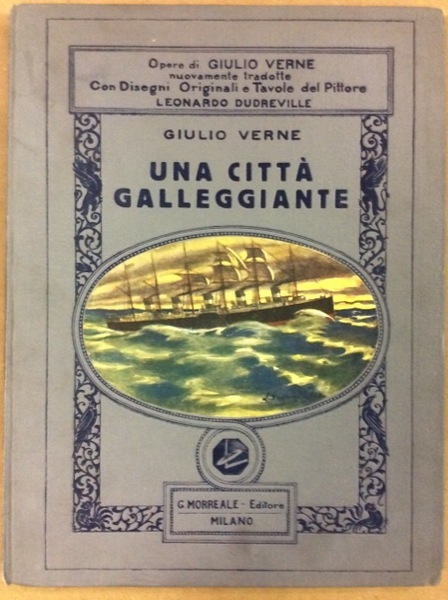 Opere di GIULIO VERNE
nuovamente tradotte
Con Disegni Originali e Tavole del Pittore
LEONARDO DUDREVILLE
GIULIO VERNE
UNA CITTÀ
GALLEGGIANTE
G. MORREALE - Editore
MILANO